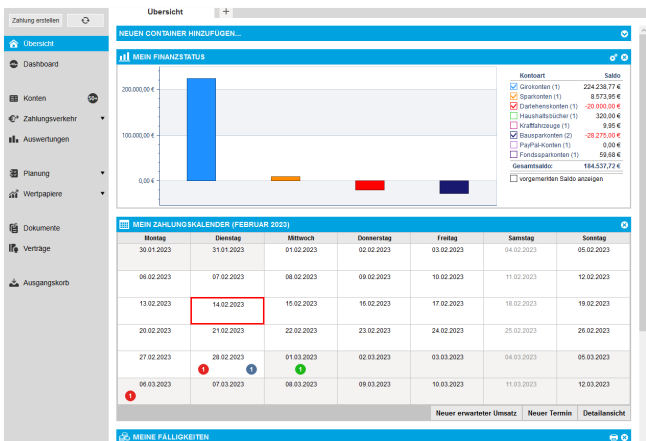 Übersicht
+
Zahlung erstellen
NEUEN CONTAINER HINZUFÜGEN...
Übersicht
Dashboard
Konten
50+
Zahlungsverkehr
Auswertungen
Planung
Wertpapiere
Dokumente
Verträge
Ausgangskorb
MEIN FINANZSTATUS
200.000,00 €
100.000,00 €
0,00 €
Kontoart Saldo
Girokonten (1) 224.238,77 €
Sparkonten (1) 8.573,95 €
Darlehenskonten (1) -20.000,00 €
Haushaltsbücher (1) 320,00 €
Kraftfahrzeuge (1) 9,95 €
Bausparkonten (2) -28.275,00 €
PayPal-Konten (1) 0,00 €
Fondssparkonten (1) 59,68 €
Gesamtsaldo: 184.537,72 €
vorgemerkten Saldo anzeigen
MEIN ZAHLUNGSKALENDER (FEBRUAR 2023)
Montag Dienstag Mittwoch Donnerstag Freitag Samstag Sonntag
30.01.2023 31.01.2023 01.02.2023 02.02.2023 03.02.2023 04.02.2023 05.02.2023
06.02.2023 07.02.2023 08.02.2023 09.02.2023 10.02.2023 11.02.2023 12.02.2023
13.02.2023 14.02.2023 15.02.2023 16.02.2023 17.02.2023 18.02.2023 19.02.2023
20.02.2023 21.02.2023 22.02.2023 23.02.2023 24.02.2023 25.02.2023 26.02.2023
27.02.2023 28.02.2023 01.03.2023 02.03.2023 03.03.2023 04.03.2023 05.03.2023
1 1 1
06.03.2023 07.03.2023 08.03.2023 09.03.2023 10.03.2023 11.03.2023 12.03.2023
1
Neuer erwarteter Umsatz Neuer Termin Detailansicht
MEINE FÄLLIGKEITEN